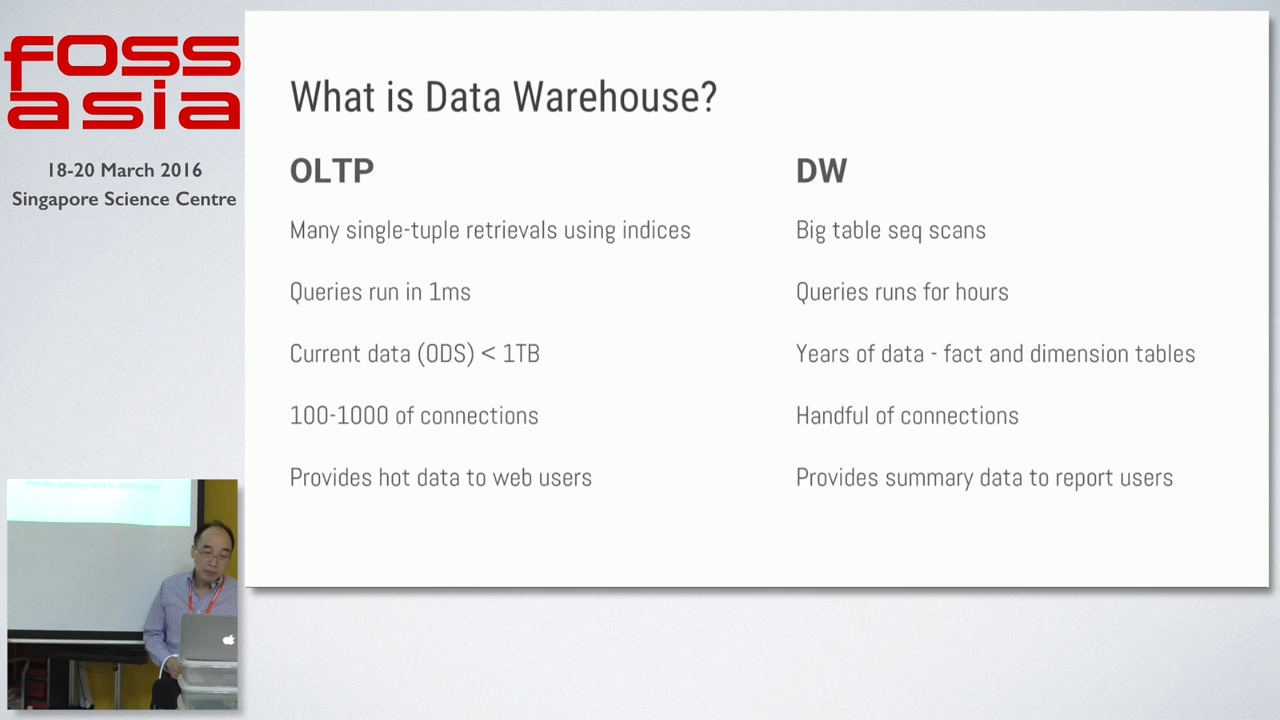 foss
asia
18-20 March 2016
Singapore Science Centre
What is Data Warehouse?
OLTP
Many single-tuple retrievals using indices
Queries run in 1ms
Current data (ODS) < 1TB
100-1000 of connections
Provides hot data to web users
DW
Big table seq scans
Queries runs for hours
Years of data - fact and dimension tables
Handful of connections
Provides summary data to report users